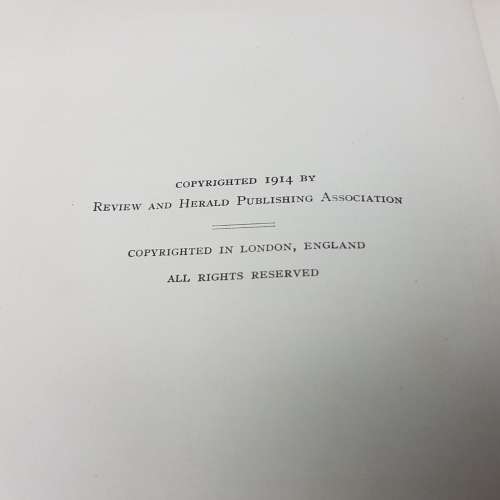 COPYRIGHTED 1914 BY
REVIEW AND HERALD PUBLISHING ASSOCIATION
COPYRIGHTED IN LONDON, ENGLAND
ALL RIGHTS RESERVED